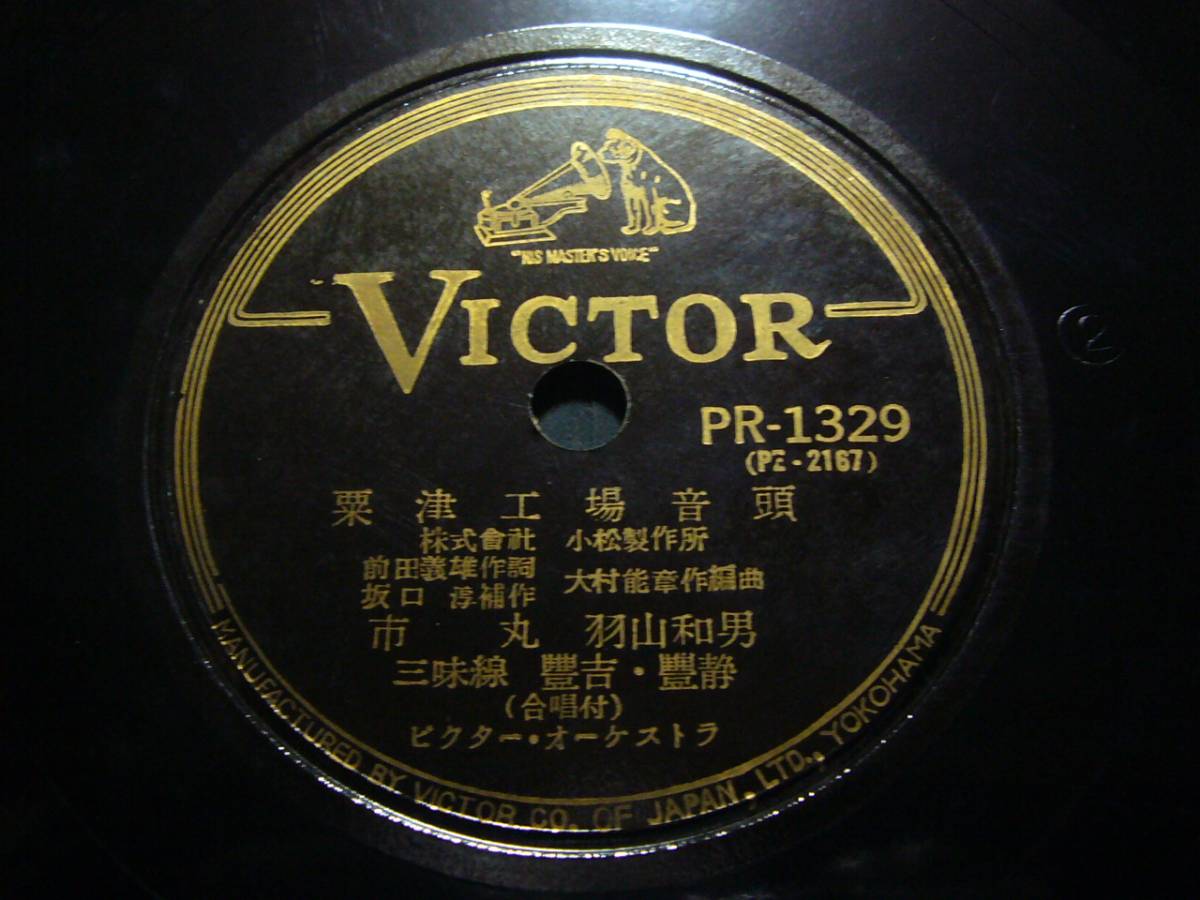 "HIS MASTER'S VOICE"
VICTOR
PR-1329
(PE-2167)
粟津工場音頭
株式會社 小松製作所
前田義雄作詞
坂口 淳補作
大村能章作編曲
市丸 羽山和男
三味線 豐吉・豐静
(合唱付)
ビクター・オーケストラ
MANUFACTURED BY VICTOR CO. OF JAPAN, LTD., YOKOHAMA
2